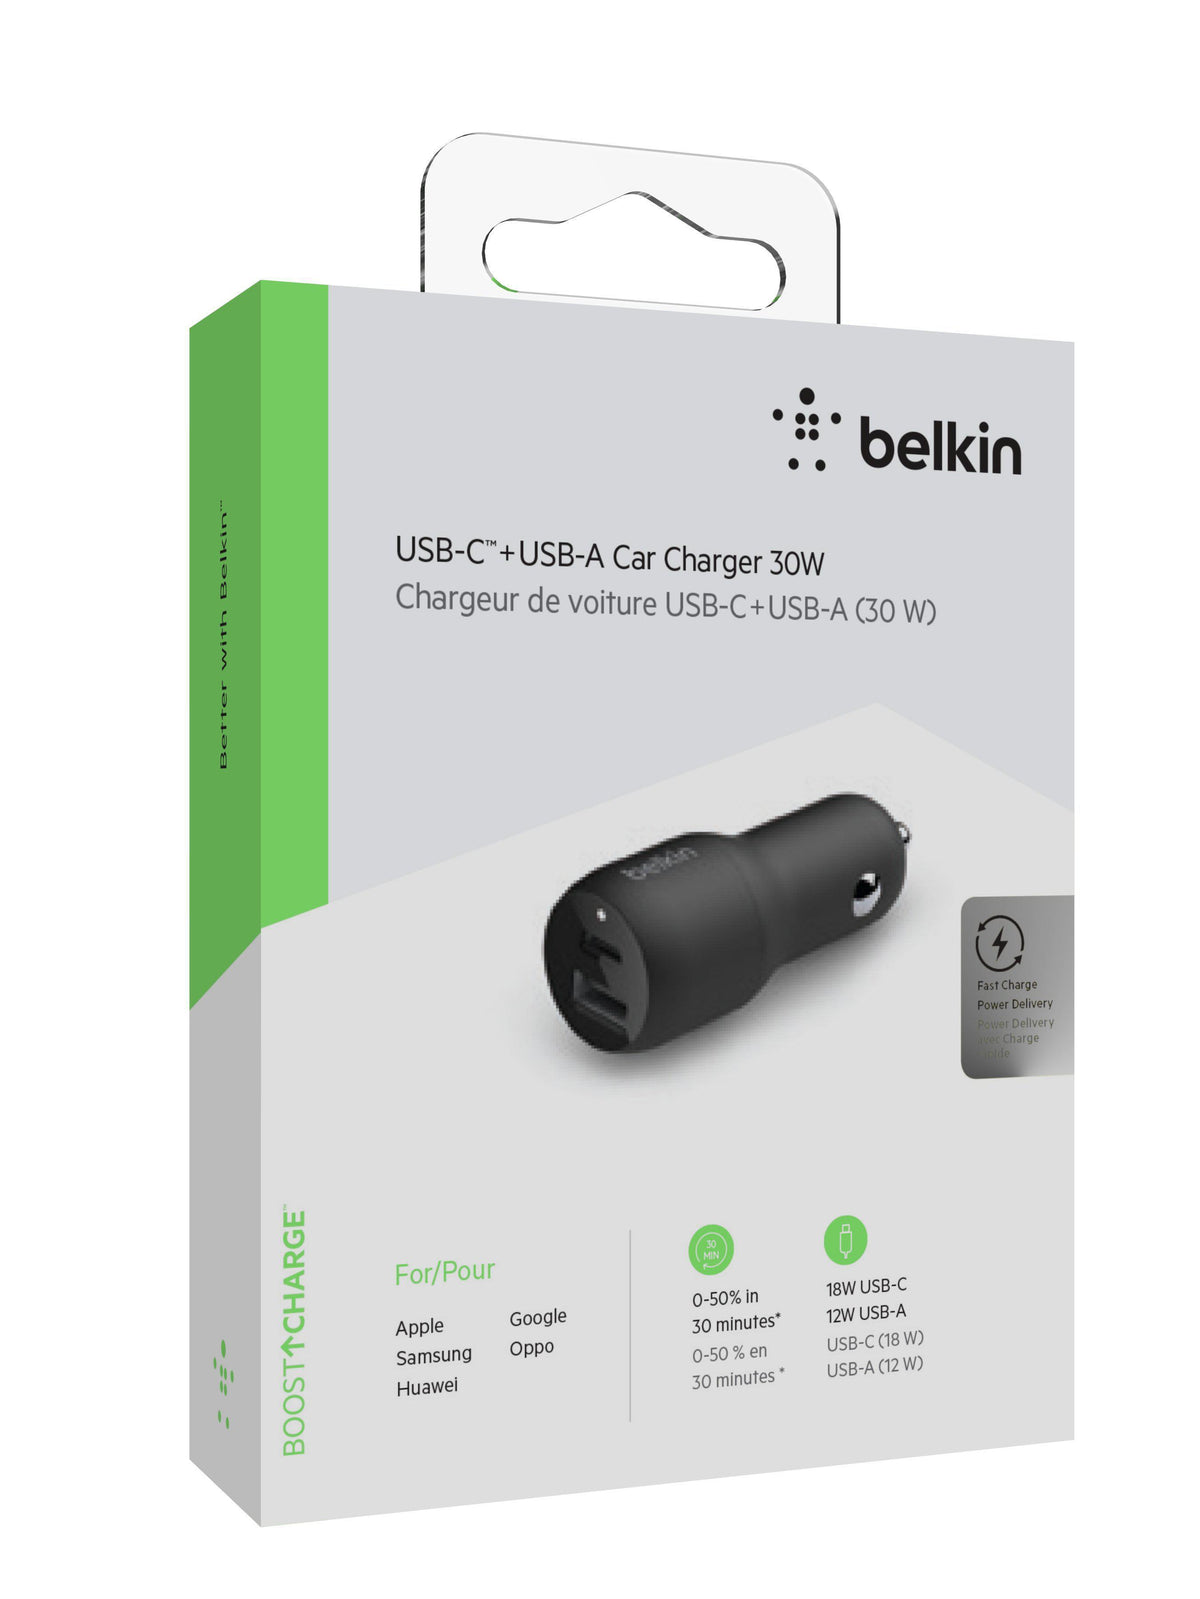 belkin
USB-C™+USB-A Car Charger 30W
Chargeur de voiture USB-C+USB-A (30 W)
Better with Belkin™
belkin
Fast Charge
Power Delivery
Power Delivery
avec Charge
rapide
BOOST↑CHARGE™
For/Pour
Apple
Samsung
Huawei
Google
Oppo
30
MIN
0-50% in
30 minutes*
0-50 % en
30 minutes *
18W USB-C
12W USB-A
USB-C (18 W)
USB-A (12 W)